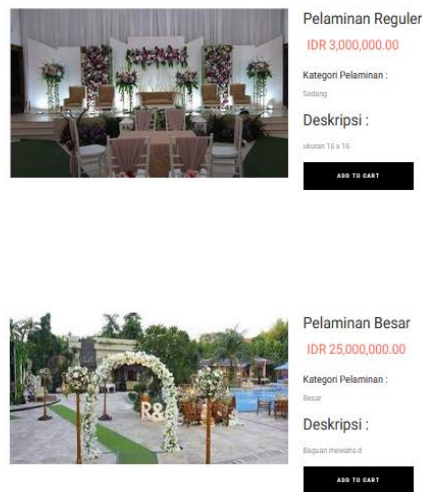 Pelaminan Reguler
IDR 3,000,000.00
Kategori Pelaminan :
Sedang
Deskripsi :
ukuran 16 x 16
ADD TO CART
R&
Pelaminan Besar
IDR 25,000,000.00
Kategori Pelaminan :
Besar
Deskripsi :
Baguan mewahs d
ADD TO CART